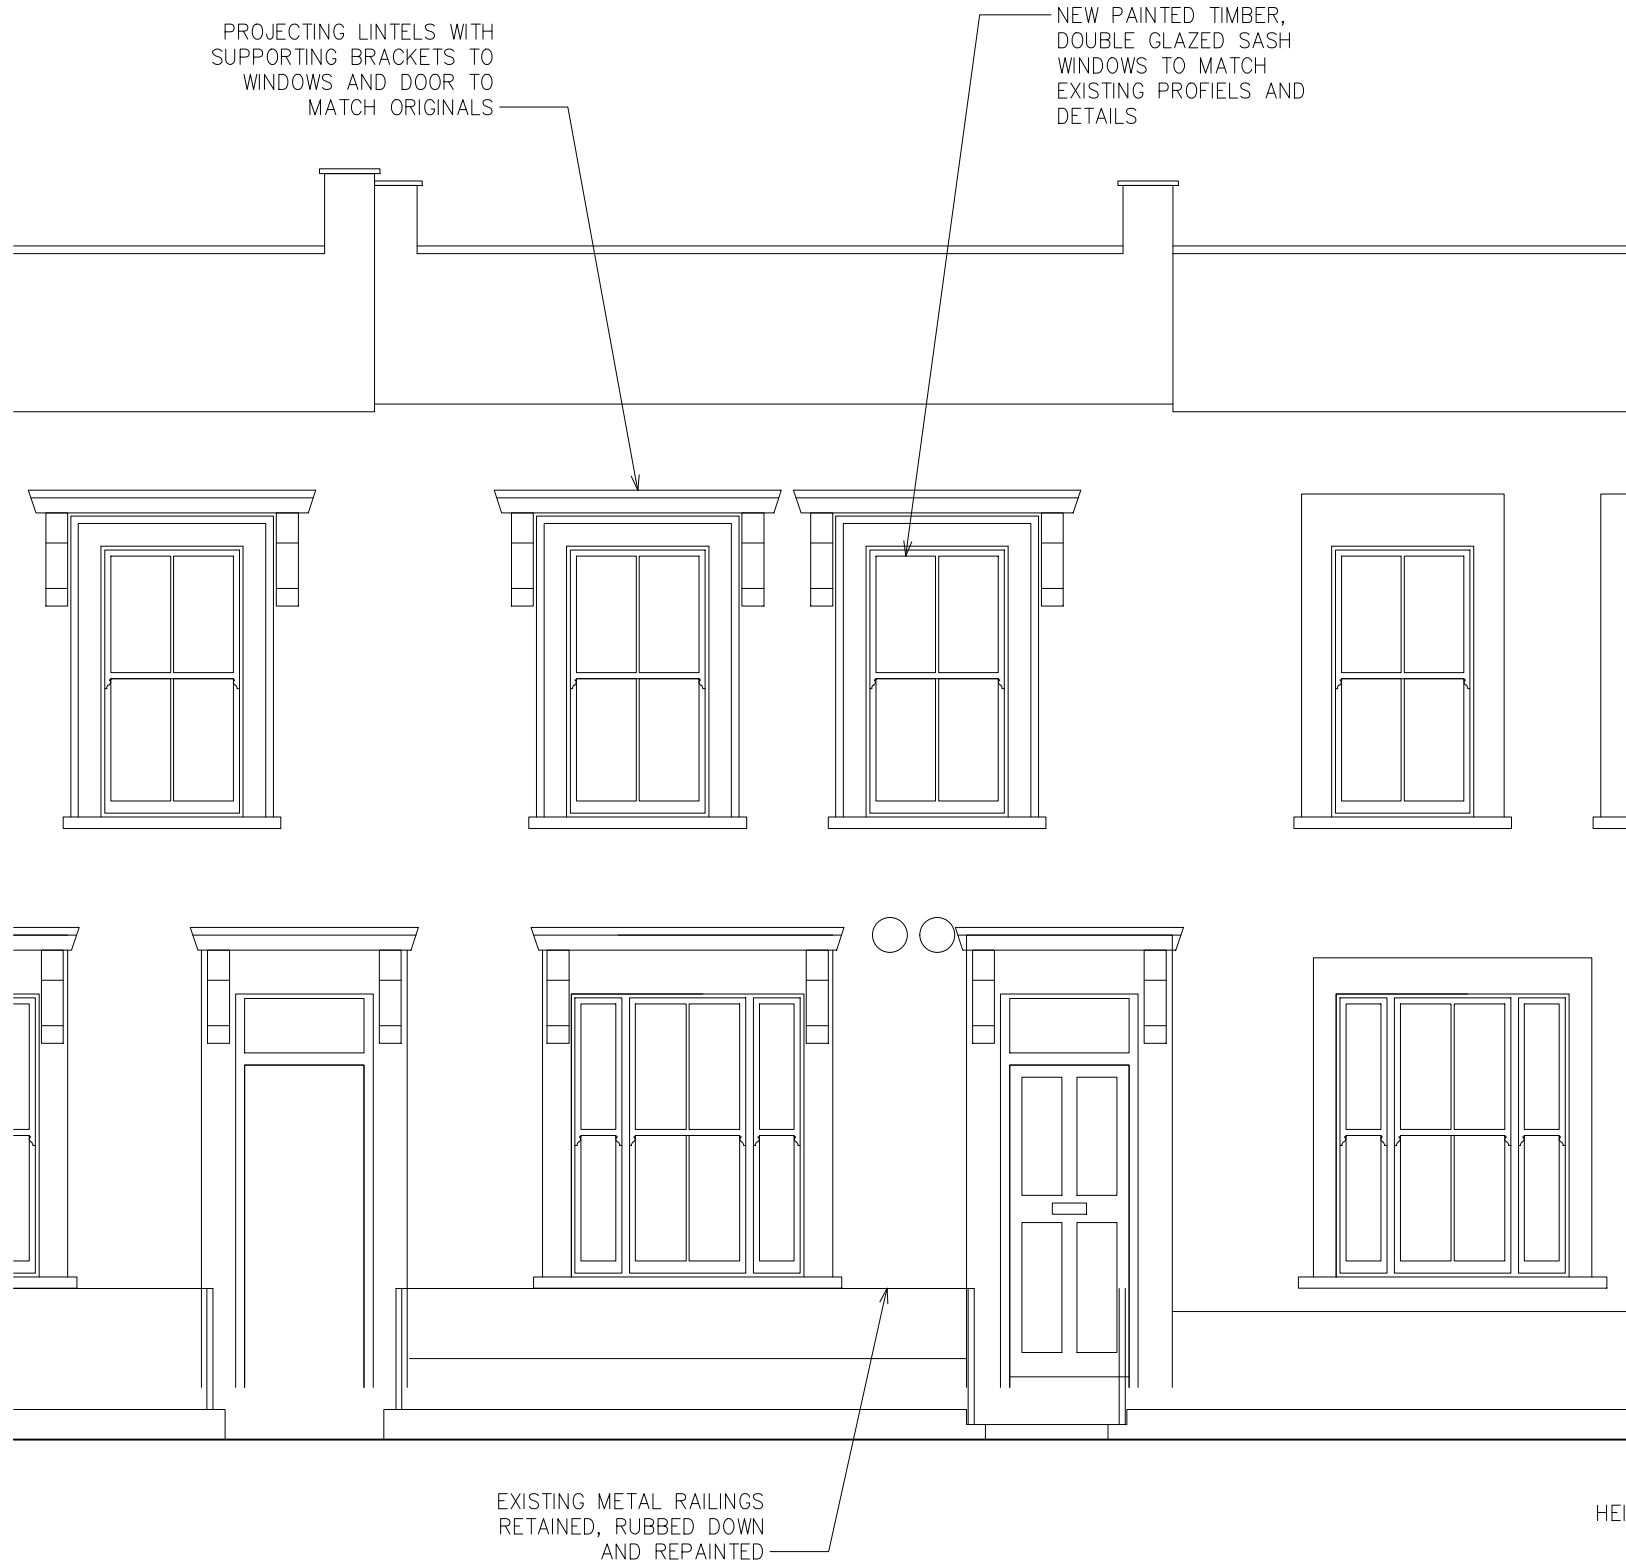 PROJECTING LINTELS WITH
SUPPORTING BRACKETS TO
WINDOWS AND DOOR TO
MATCH ORIGINALS
NEW PAINTED TIMBER,
DOUBLE GLAZED SASH
WINDOWS TO MATCH
EXISTING PROFIELS AND
DETAILS
EXISTING METAL RAILINGS
RETAINED, RUBBED DOWN
AND REPAINTED
HEI